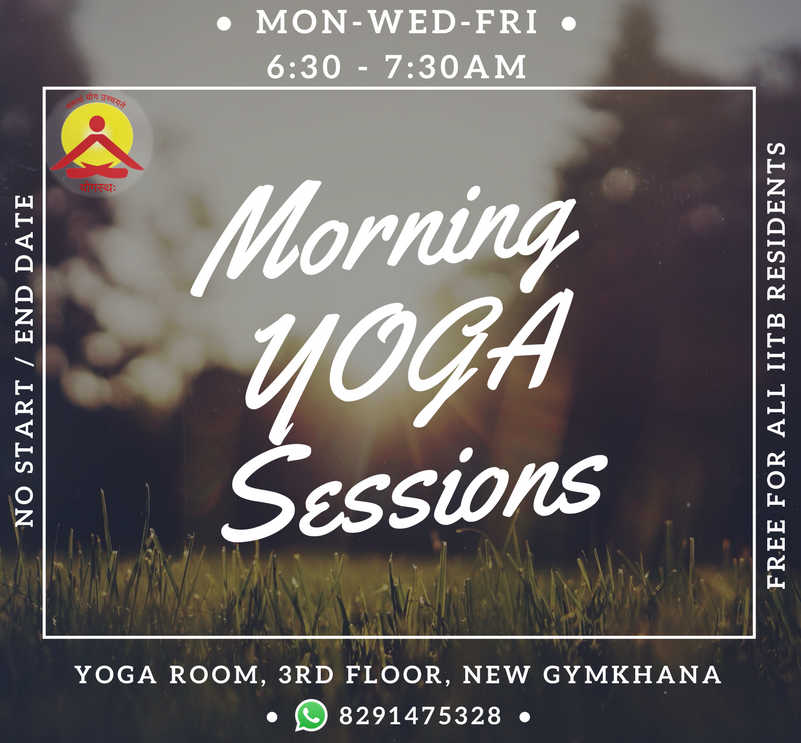 • MON-WED-FRI •
6:30 - 7:30AM
योगस्थः
NO START / END DATE
Morning
YOGA
Sessions
FREE FOR ALL IITB RESIDENTS
YOGA ROOM, 3RD FLOOR, NEW GYMKHANA
• 8291475328 •